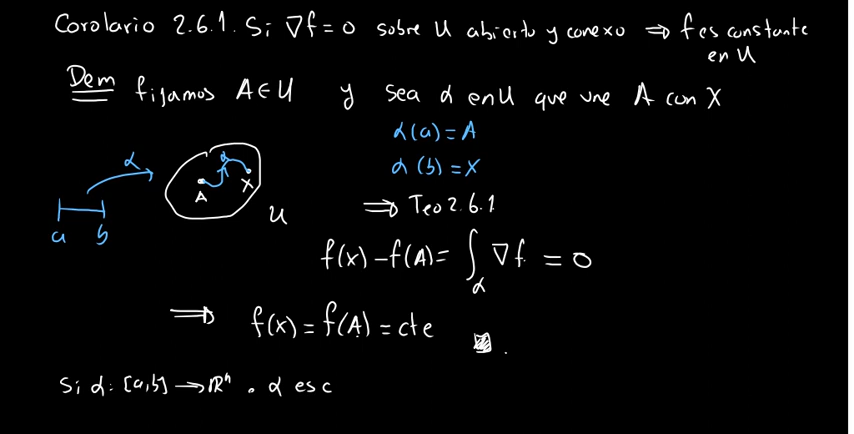 Corolario 2.6.1. Si ∇f = 0 sobre U abierto y conexo ⇒ f es constante
en U
Dem fijamos A ∈ U y sea α en U que une A con X
α(a) = A
α(b) = X
α
α
A
X
U
a b
⇒ Teo 2.6.1
f(x) - f(A) = ∫_α ∇f = 0
⇒ f(x) = f(A) = cte
Si α: [a,b] → ℝⁿ . α es c